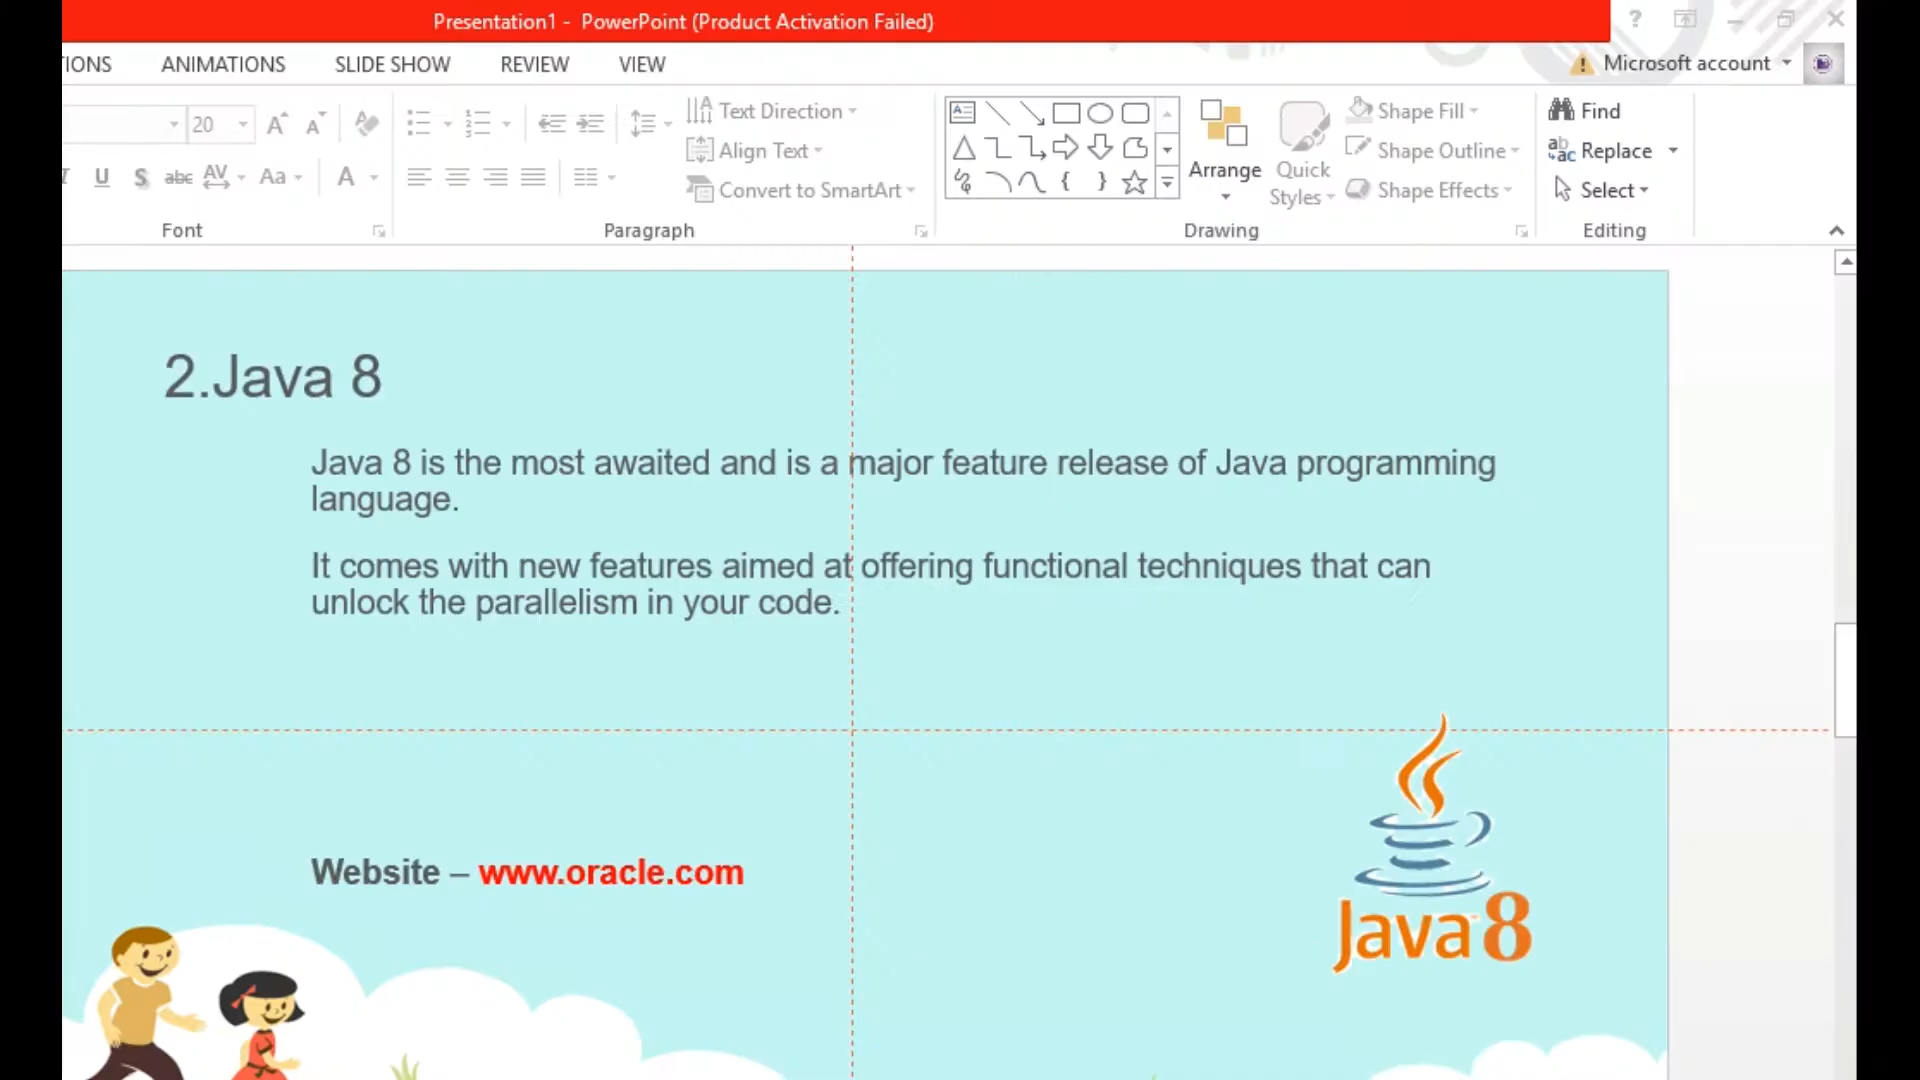 Presentation1 - PowerPoint (Product Activation Failed)
IONS ANIMATIONS SLIDE SHOW REVIEW VIEW Microsoft account
20 Text Direction Shape Fill Find
Align Text Arrange Quick Styles Shape Outline Replace
U S abc AV Aa A Convert to SmartArt Shape Effects Select
Font Paragraph Drawing Editing
2.Java 8
Java 8 is the most awaited and is a major feature release of Java programming
language.
It comes with new features aimed at offering functional techniques that can
unlock the parallelism in your code.
Website – www.oracle.com
Java 8